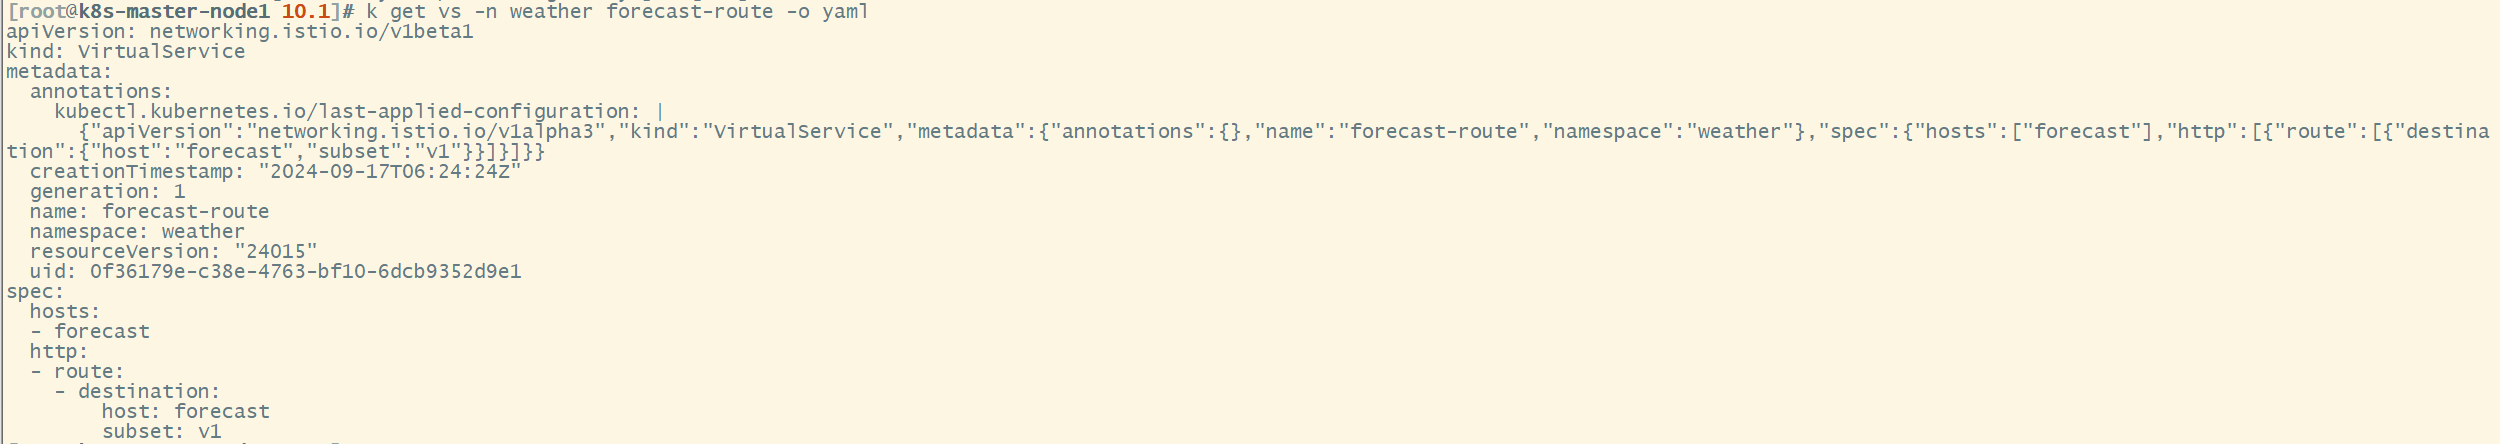 [root@k8s-master-node1 10.1]# k get vs -n weather forecast-route -o yaml
apiVersion: networking.istio.io/v1beta1
kind: VirtualService
metadata:
  annotations:
    kubectl.kubernetes.io/last-applied-configuration: |
      {"apiVersion":"networking.istio.io/v1alpha3","kind":"VirtualService","metadata":{"annotations":{},"name":"forecast-route","namespace":"weather"},"spec":{"hosts":["forecast"],"http":[{"route":[{"destina
tion":{"host":"forecast","subset":"v1"}}]}]}}
  creationTimestamp: "2024-09-17T06:24:24Z"
  generation: 1
  name: forecast-route
  namespace: weather
  resourceVersion: "24015"
  uid: 0f36179e-c38e-4763-bf10-6dcb9352d9e1
spec:
  hosts:
  - forecast
  http:
  - route:
    - destination:
        host: forecast
        subset: v1